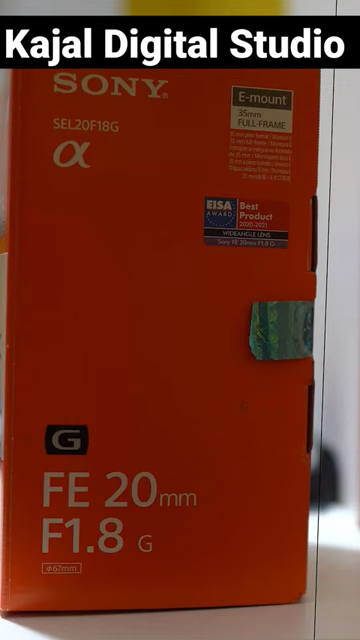 Kajal Digital Studio
SONY®
E-mount
35mm
FULL-FRAME
SEL20F18G
α
EISA
AWARD
Best
Product
2020-2021
WIDEANGLE LENS
Sony FE 20mm F1.8 G
G
FE 20mm
F1.8 G
φ67mm